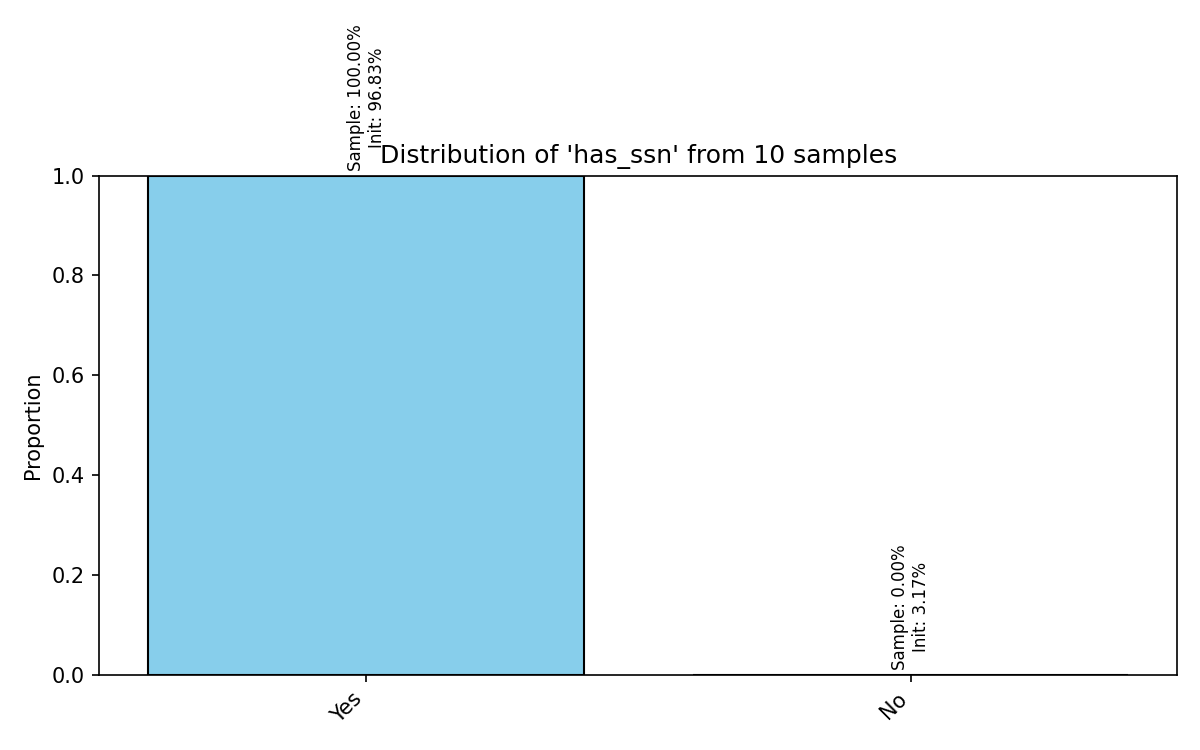 Sample: 100.00%
Init: 96.83%
Distribution of 'has_ssn' from 10 samples
1.0
0.8
0.6
0.4
0.2
0.0
Proportion
Sample: 0.00%
Init: 3.17%
Yes
No